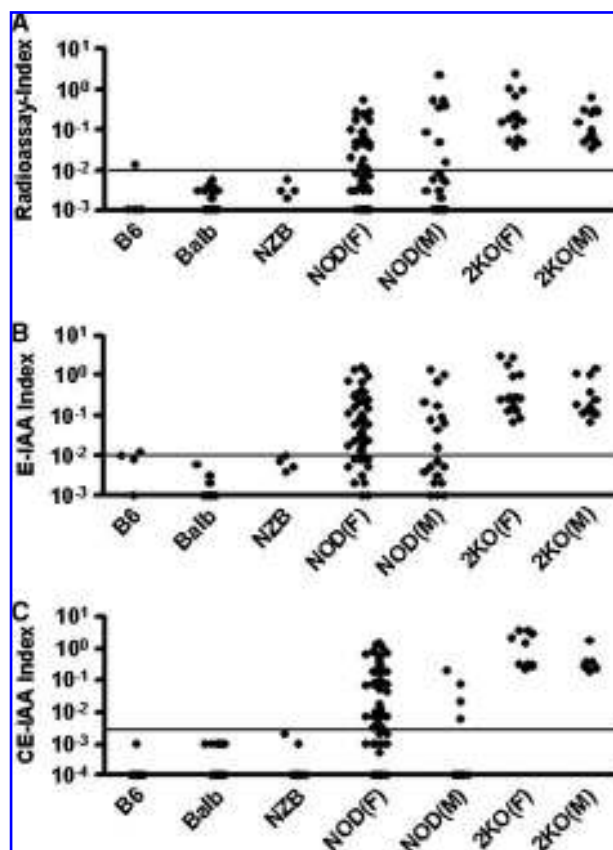 A
Radioassay-Index
10¹
10⁰
10⁻¹
10⁻²
10⁻³
B6
Balb
NZB
NOD(F)
NOD(M)
2KO(F)
2KO(M)
B
E-IAA Index
10¹
10⁰
10⁻¹
10⁻²
10⁻³
B6
Balb
NZB
NOD(F)
NOD(M)
2KO(F)
2KO(M)
C
CE-IAA Index
10¹
10⁰
10⁻¹
10⁻²
10⁻³
10⁻⁴
B6
Balb
NZB
NOD(F)
NOD(M)
2KO(F)
2KO(M)